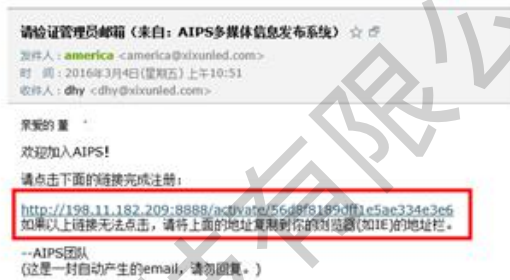 请验证管理员邮箱（来自：AIPS多媒体信息发布系统）
发件人：america <america@xixunled.com>
时 间：2016年3月4日(星期五) 上午10:51
收件人：dhy <dhy@xixunled.com>
亲爱的 董
欢迎加入AIPS!
请点击下面的链接完成注册：
http://198.11.182.209:8888/activate/56d8f8189dff1e5ae334e3e6
如果以上链接无法点击，请将上面的地址复制到你的浏览器(如IE)的地址栏。
--AIPS团队
(这是一封自动产生的email，请勿回复。)